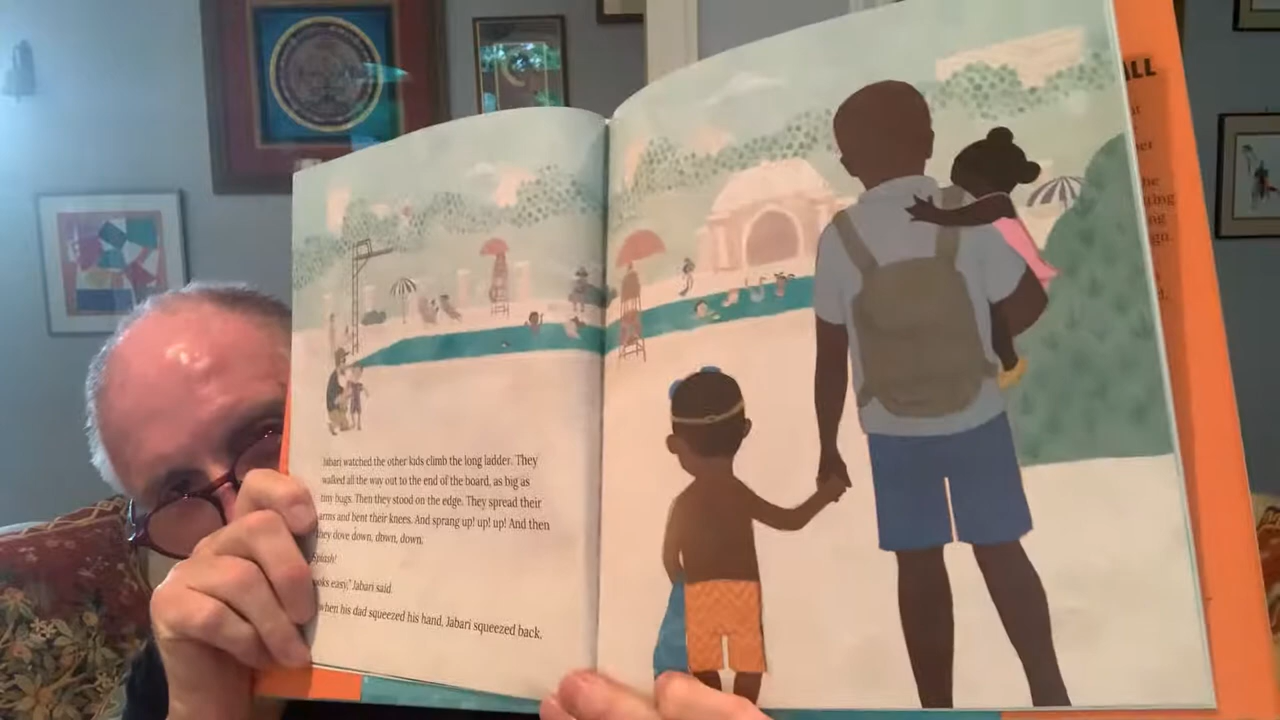 Jabari watched the other kids climb the long ladder. They
walked all the way out to the end of the board, as big as
tiny bugs. Then they stood on the edge. They spread their
arms and bent their knees. And sprang up! up! up! And then
they dove down, down, down.
Splash!
oks easy," Jabari said.
when his dad squeezed his hand, Jabari squeezed back.
ALL